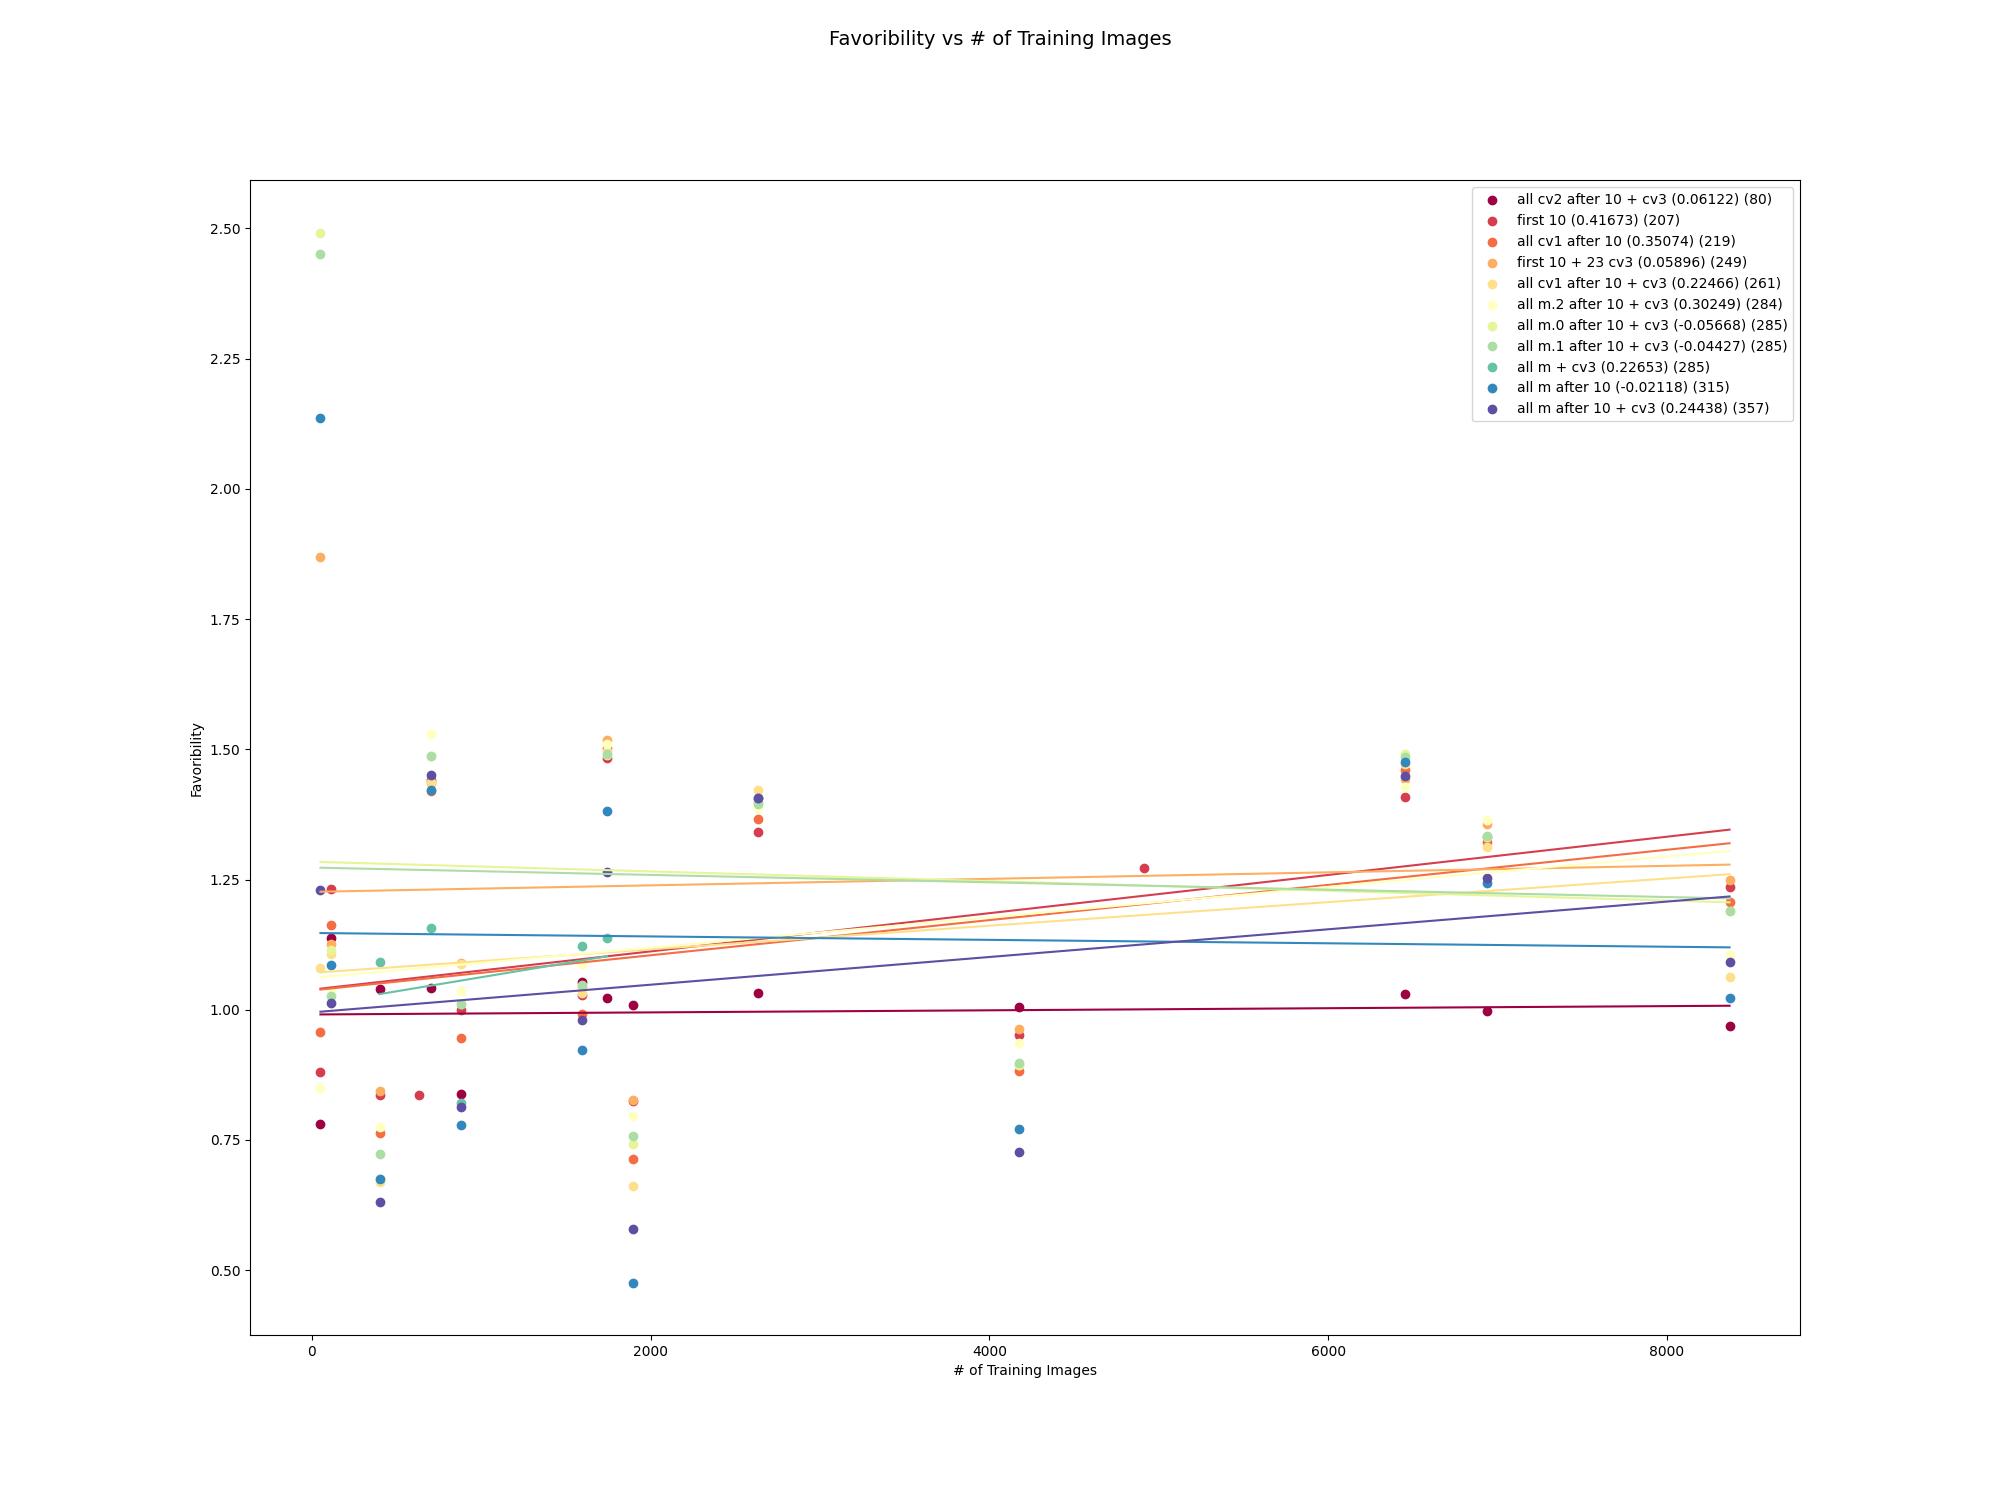 Favoribility vs # of Training Images
all cv2 after 10 + cv3 (0.06122) (80)
first 10 (0.41673) (207)
all cv1 after 10 (0.35074) (219)
first 10 + 23 cv3 (0.05896) (249)
all cv1 after 10 + cv3 (0.22466) (261)
all m.2 after 10 + cv3 (0.30249) (284)
all m.0 after 10 + cv3 (-0.05668) (285)
all m.1 after 10 + cv3 (-0.04427) (285)
all m + cv3 (0.22653) (285)
all m after 10 (-0.02118) (315)
all m after 10 + cv3 (0.24438) (357)
2.50
2.25
2.00
1.75
1.50
1.25
1.00
0.75
0.50
Favoribility
0 2000 4000 6000 8000
# of Training Images